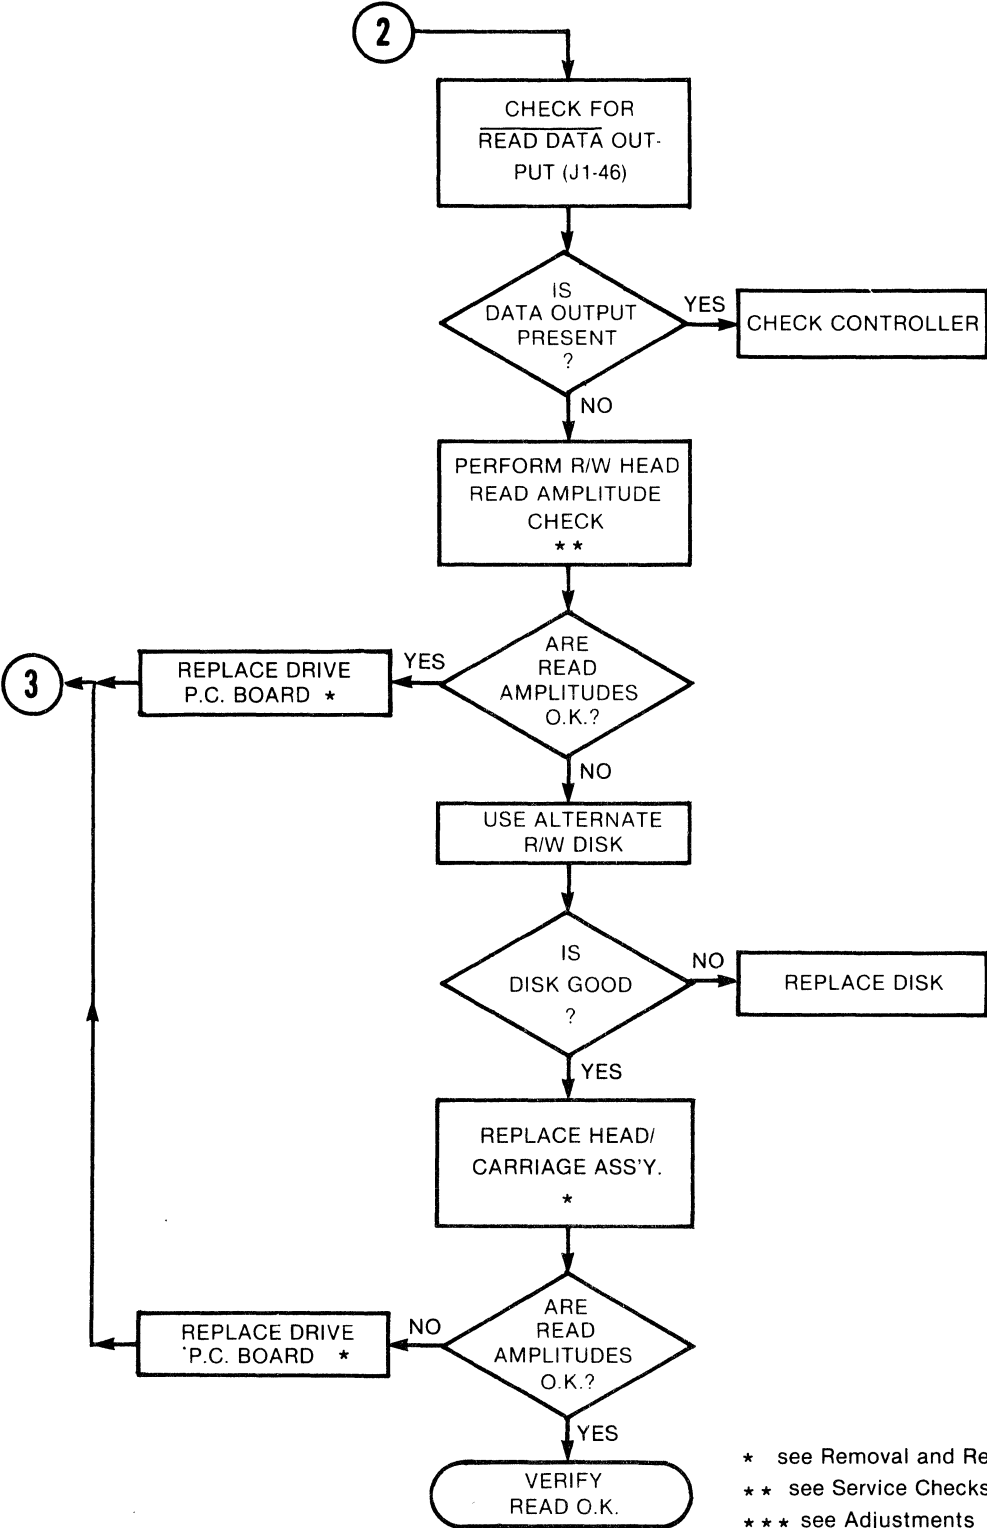 2
CHECK FOR
READ DATA OUT-
PUT (J1-46)
IS
DATA OUTPUT
PRESENT
?
YES
CHECK CONTROLLER
NO
PERFORM R/W HEAD
READ AMPLITUDE
CHECK
* *
ARE
READ
AMPLITUDES
O.K.?
YES
REPLACE DRIVE
P.C. BOARD *
3
NO
USE ALTERNATE
R/W DISK
IS
DISK GOOD
?
NO
REPLACE DISK
YES
REPLACE HEAD/
CARRIAGE ASS'Y.
*
ARE
READ
AMPLITUDES
O.K.?
NO
REPLACE DRIVE
P.C. BOARD *
YES
VERIFY
READ O.K.
* see Removal and Re
* * see Service Checks
* * * see Adjustments